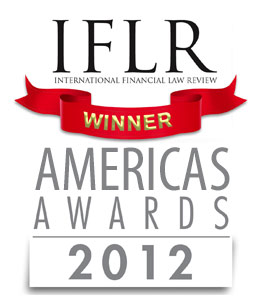 IFLR
INTERNATIONAL FINANCIAL LAW REVIEW
WINNER
AMERICAS
AWARDS
2012